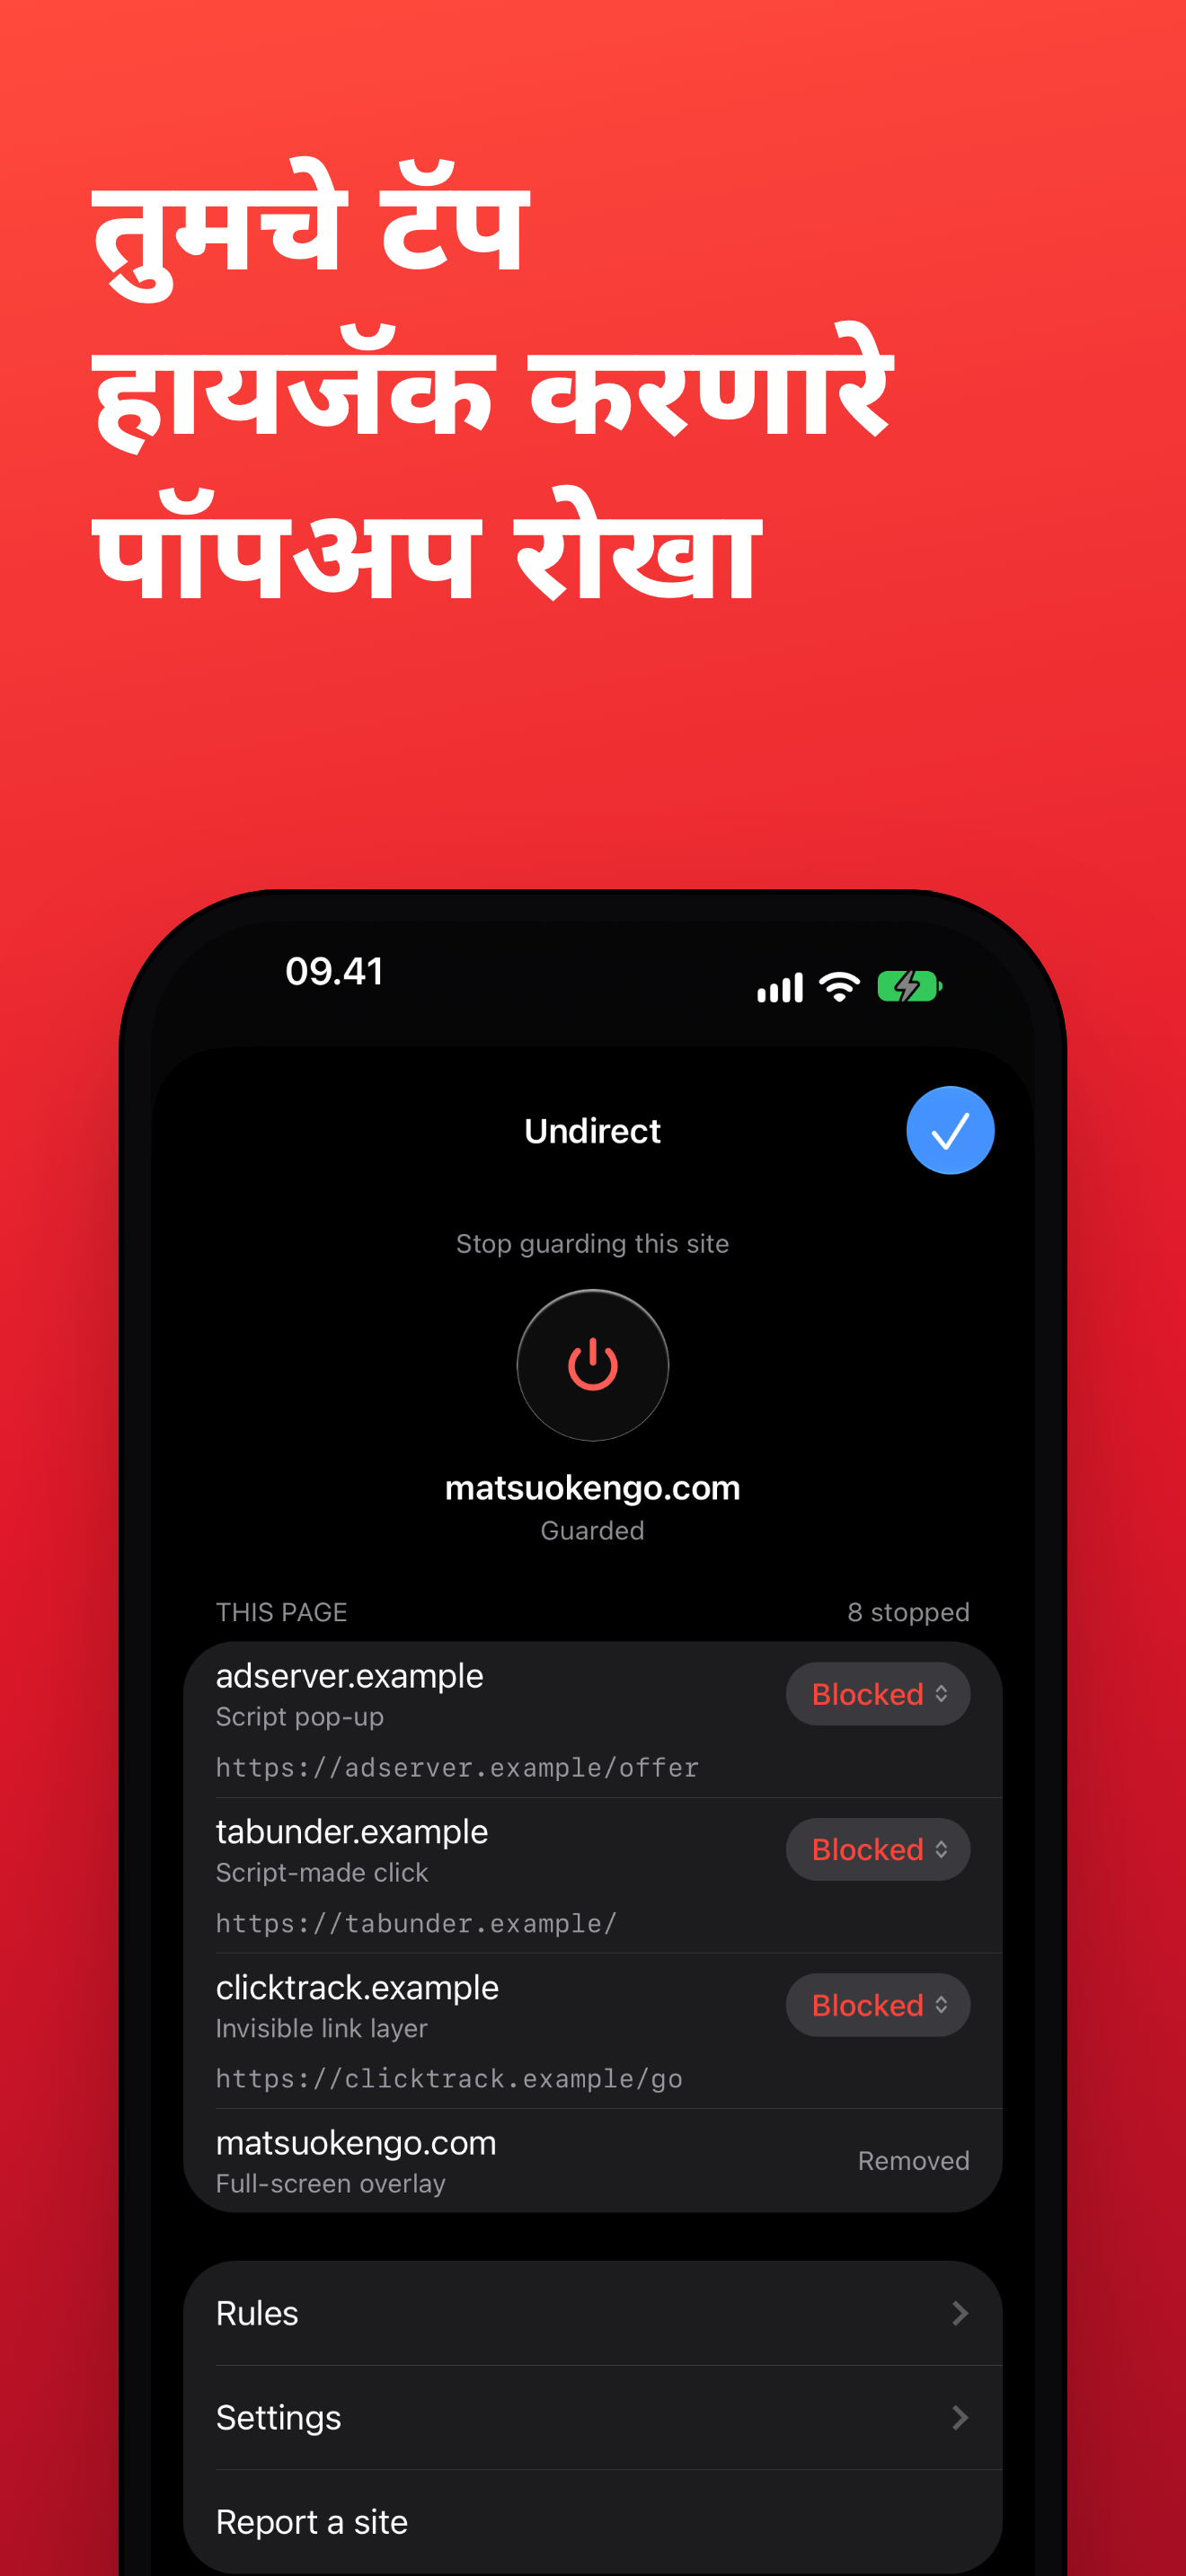 तुमचे टॅप
हायजॅक करणारे
पॉपअप रोखा
09.41
Undirect
Stop guarding this site
matsuokengo.com
Guarded
THIS PAGE 8 stopped
adserver.example Blocked
Script pop-up
https://adserver.example/offer
tabunder.example Blocked
Script-made click
https://tabunder.example/
clicktrack.example Blocked
Invisible link layer
https://clicktrack.example/go
matsuokengo.com Removed
Full-screen overlay
Rules
Settings
Report a site